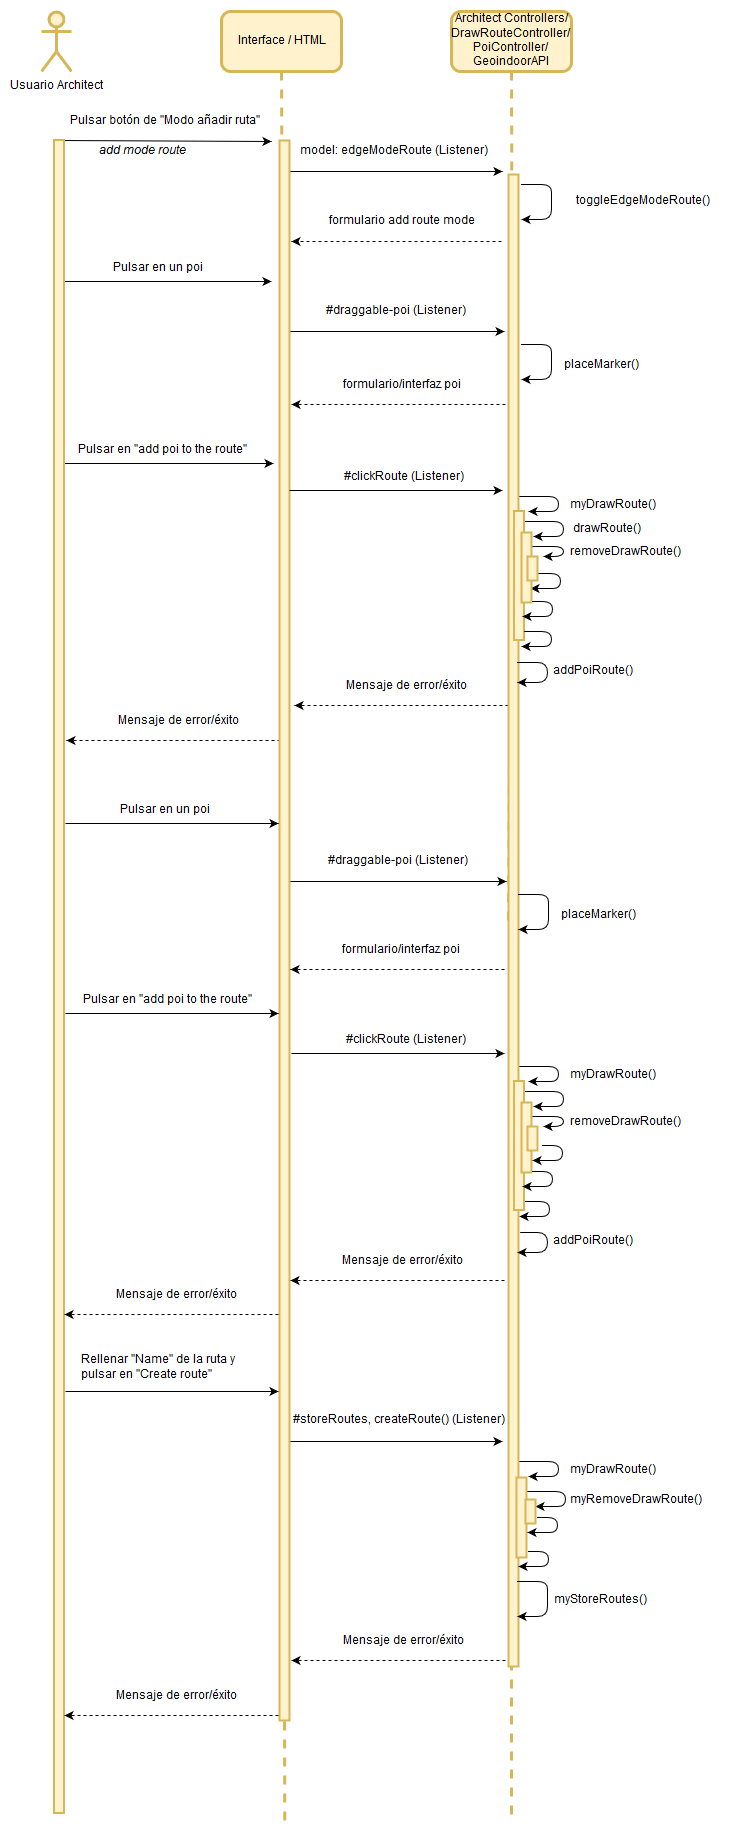 Usuario Architect
Interface / HTML
Architect Controllers/
DrawRouteController/
PoiController/
GeoindoorAPI
Pulsar botón de "Modo añadir ruta"
add mode route
model: edgeModeRoute (Listener)
toggleEdgeModeRoute()
formulario add route mode
Pulsar en un poi
#draggable-poi (Listener)
placeMarker()
formulario/interfaz poi
Pulsar en "add poi to the route"
#clickRoute (Listener)
myDrawRoute()
drawRoute()
removeDrawRoute()
addPoiRoute()
Mensaje de error/éxito
Mensaje de error/éxito
Pulsar en un poi
#draggable-poi (Listener)
placeMarker()
formulario/interfaz poi
Pulsar en "add poi to the route"
#clickRoute (Listener)
myDrawRoute()
removeDrawRoute()
addPoiRoute()
Mensaje de error/éxito
Mensaje de error/éxito
Rellenar "Name" de la ruta y
pulsar en "Create route"
#storeRoutes, createRoute() (Listener)
myDrawRoute()
myRemoveDrawRoute()
myStoreRoutes()
Mensaje de error/éxito
Mensaje de error/éxito